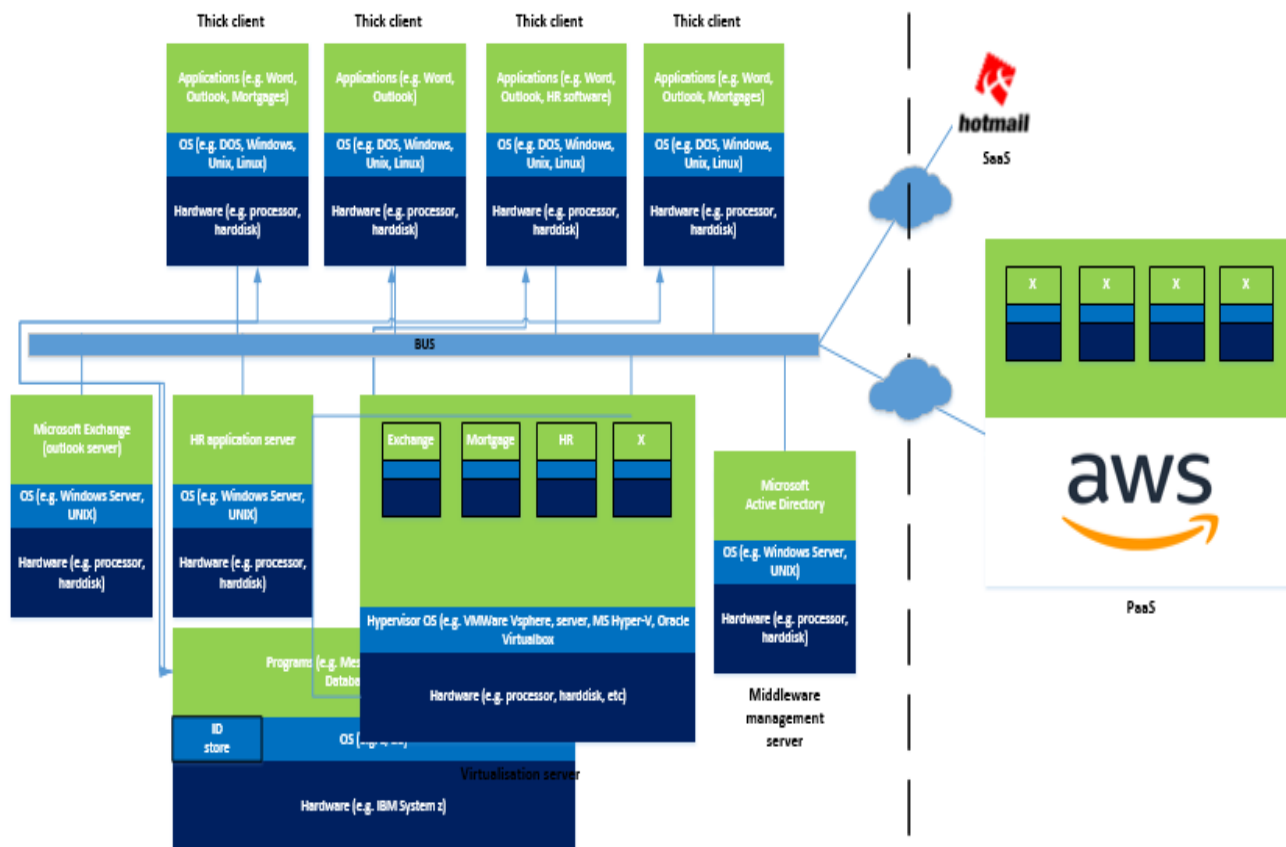 Thick client
Thick client
Thick client
Thick client
Applications (e.g. Word,
Outlook, Mortgages)
Applications (e.g. Word,
Outlook)
Applications (e.g. Word,
Outlook, HR software)
Applications (e.g. Word,
Outlook, Mortgages)
OS (e.g. DOS, Windows,
Unix, Linux)
OS (e.g. DOS, Windows,
Unix, Linux)
OS (e.g. DOS, Windows,
Unix, Linux)
OS (e.g. DOS, Windows,
Unix, Linux)
Hardware (e.g. processor,
harddisk)
Hardware (e.g. processor,
harddisk)
Hardware (e.g. processor,
harddisk)
Hardware (e.g. processor,
harddisk)
hotmail
SaaS
X
X
X
X
aws
PaaS
BUS
Microsoft Exchange
(outlook server)
OS (e.g. Windows Server,
UNIX)
Hardware (e.g. processor,
harddisk)
HR application server
OS (e.g. Windows Server,
UNIX)
Hardware (e.g. processor,
harddisk)
Exchange
Mortgage
HR
X
Hypervisor OS (e.g. VMWare Vsphere, server, MS Hyper-V, Oracle
Virtualbox
Hardware (e.g. processor, harddisk, etc)
Virtualisation server
Microsoft
Active Directory
OS (e.g. Windows Server,
UNIX)
Hardware (e.g. processor,
harddisk)
Middleware
management
server
Programs (e.g.
ID
store
OS
Hardware (e.g. IBM System z)